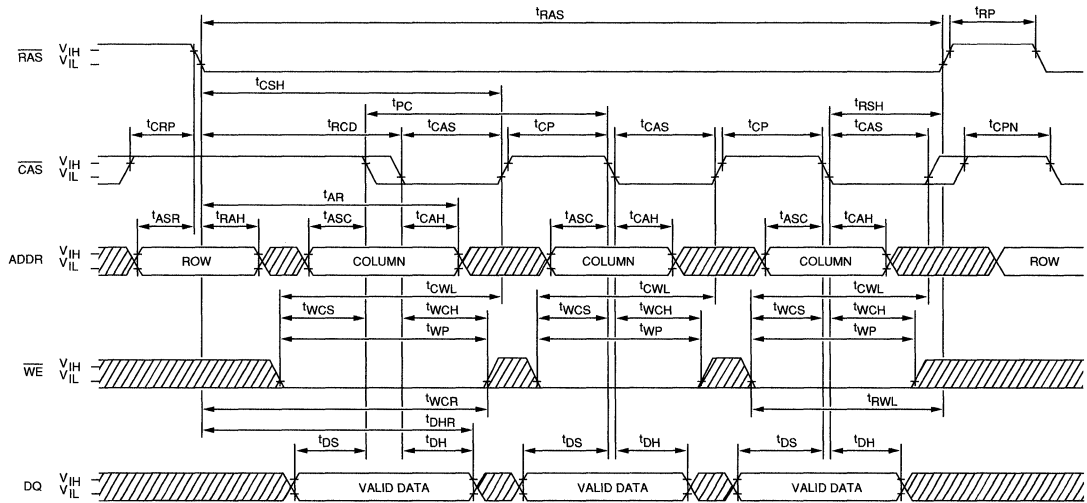 tRAS
tRP
RAS VIH
VIL
tCSH
tPC
tRSH
tCRP tRCD tCAS tCP tCAS tCP tCAS tCPN
CAS VIH
VIL
tAR
tASR tRAH tASC tCAH tASC tCAH tASC tCAH
ADDR VIH
VIL
ROW COLUMN COLUMN COLUMN ROW
tCWL tCWL tCWL
tWCS tWCH tWCS tWCH tWCS tWCH
tWP tWP tWP
WE VIH
VIL
tWCR tRWL
tDHR
tDS tDH tDS tDH tDS tDH
DQ VIH
VIL
VALID DATA VALID DATA VALID DATA